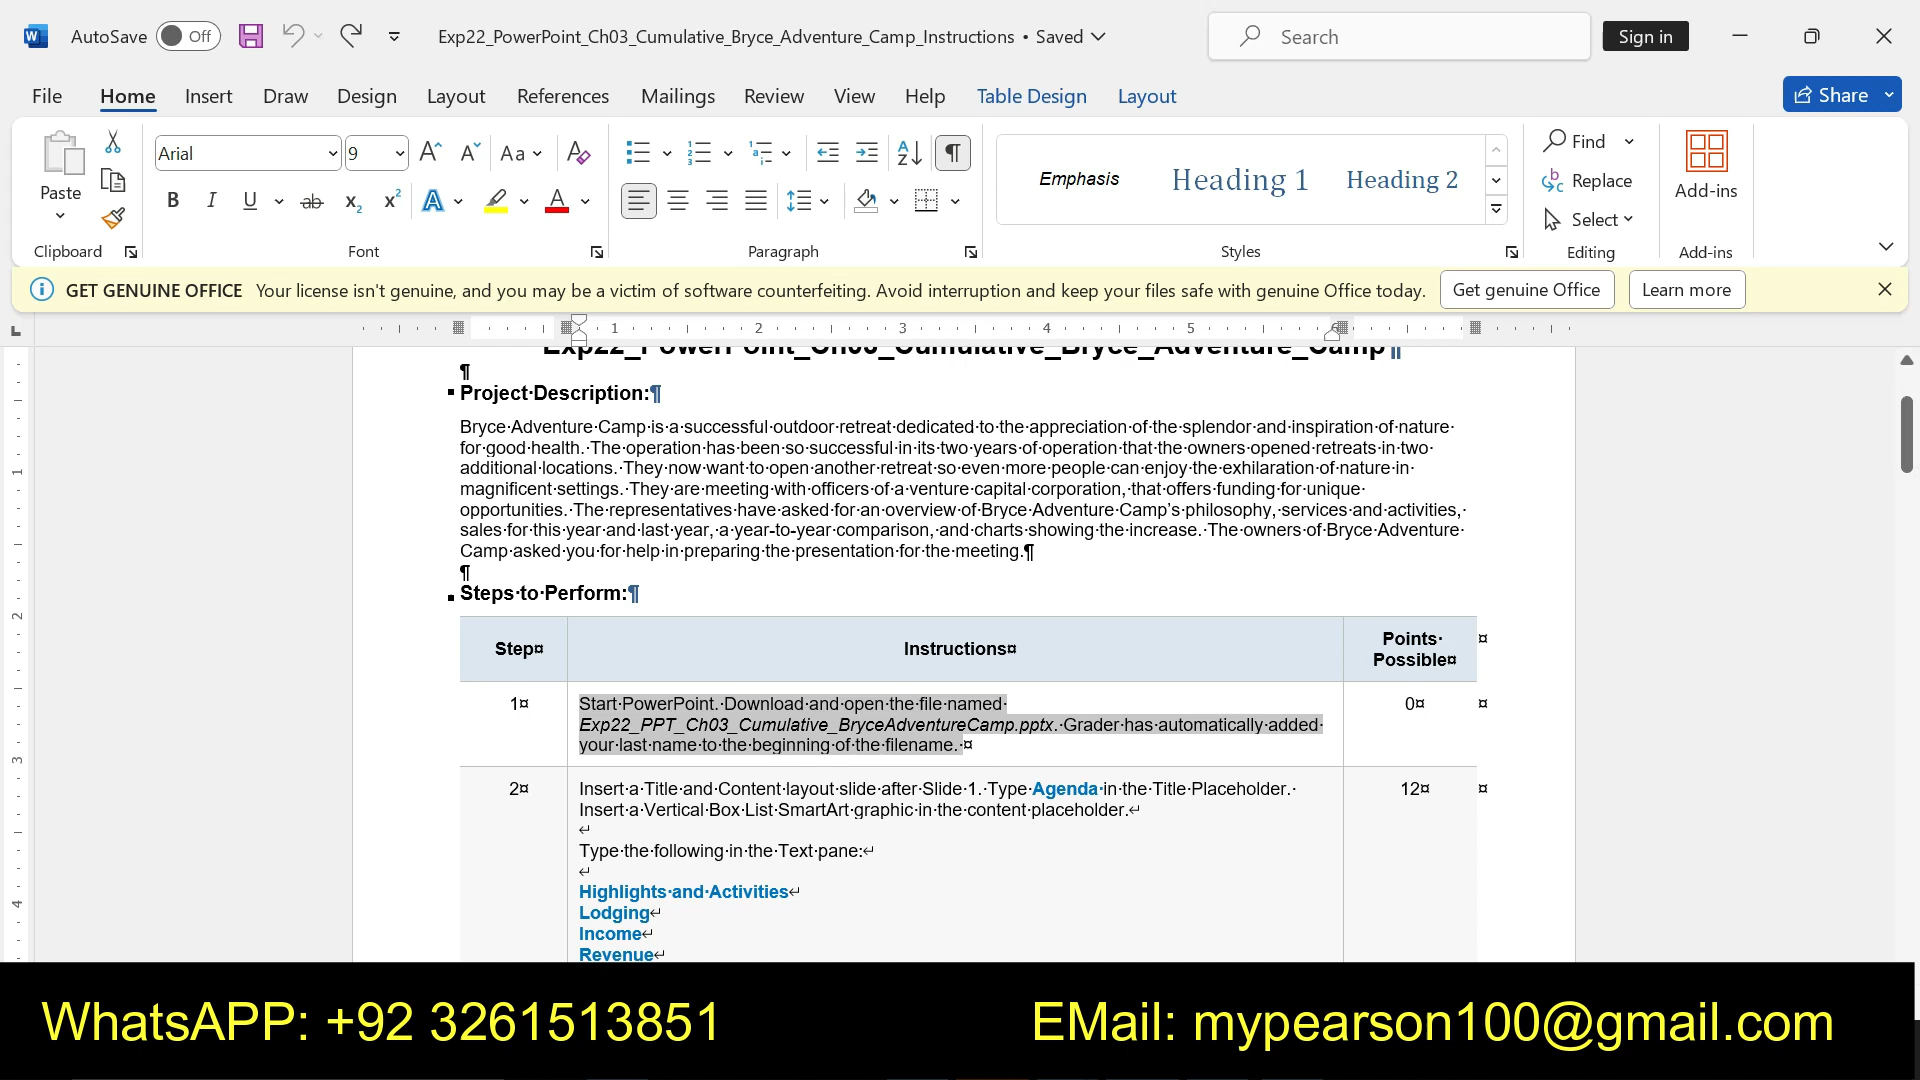 AutoSave Off Exp22_PowerPoint_Ch03_Cumulative_Bryce_Adventure_Camp_Instructions • Saved Search Sign in
File Home Insert Draw Design Layout References Mailings Review View Help Table Design Layout Share
Paste
Arial 9
Emphasis Heading 1 Heading 2
Find
Replace
Select
Add-ins
Clipboard Font Paragraph Styles Editing Add-ins
GET GENUINE OFFICE Your license isn't genuine, and you may be a victim of software counterfeiting. Avoid interruption and keep your files safe with genuine Office today. Get genuine Office Learn more
1 2 3 4 5
Exp22_PowerPoint_Ch03_Cumulative_Bryce_Adventure_Camp¶
¶
Project·Description:¶
Bryce·Adventure·Camp·is·a·successful·outdoor·retreat·dedicated·to·the·appreciation·of·the·splendor·and·inspiration·of·nature·
for·good·health.·The·operation·has·been·so·successful·in·its·two·years·of·operation·that·the·owners·opened·retreats·in·two·
additional·locations.·They·now·want·to·open·another·retreat·so·even·more·people·can·enjoy·the·exhilaration·of·nature·in·
magnificent·settings.·They·are·meeting·with·officers·of·a·venture·capital·corporation,·that·offers·funding·for·unique·
opportunities.·The·representatives·have·asked·for·an·overview·of·Bryce·Adventure·Camp's·philosophy,·services·and·activities,·
sales·for·this·year·and·last·year,·a·year-to-year·comparison,·and·charts·showing·the·increase.·The·owners·of·Bryce·Adventure·
Camp·asked·you·for·help·in·preparing·the·presentation·for·the·meeting.¶
¶
Steps·to·Perform:¶
Step¤ Instructions¤ Points·
Possible¤ ¤
1¤ Start·PowerPoint.·Download·and·open·the·file·named· 0¤ ¤
Exp22_PPT_Ch03_Cumulative_BryceAdventureCamp.pptx.·Grader·has·automatically·added·
your·last·name·to·the·beginning·of·the·filename.·¤
2¤ Insert·a·Title·and·Content·layout·slide·after·Slide·1.·Type·Agenda·in·the·Title·Placeholder.· 12¤ ¤
Insert·a·Vertical·Box·List·SmartArt·graphic·in·the·content·placeholder.↵
↵
Type·the·following·in·the·Text·pane:↵
↵
Highlights·and·Activities↵
Lodging↵
Income↵
Revenue↵
1
2
3
4
WhatsAPP: +92 3261513851 EMail: mypearson100@gmail.com